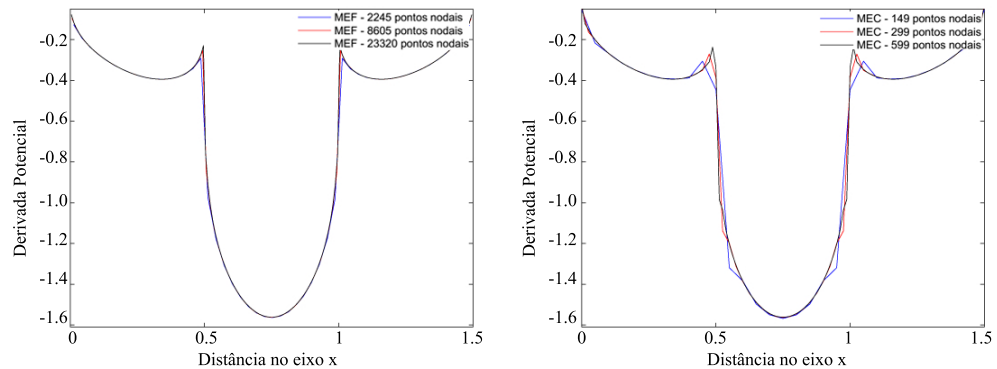 MEF - 2245 pontos nodais
MEF - 8605 pontos nodais
MEF - 23320 pontos nodais
-0.2
-0.4
-0.6
-0.8
-1.0
-1.2
-1.4
-1.6
0
0.5
1
1.5
Derivada Potencial
Distância no eixo x
MEC - 149 pontos nodais
MEC - 299 pontos nodais
MEC - 599 pontos nodais
-0.2
-0.4
-0.6
-0.8
-1.0
-1.2
-1.4
-1.6
0
0.5
1
1.5
Derivada Potencial
Distância no eixo x